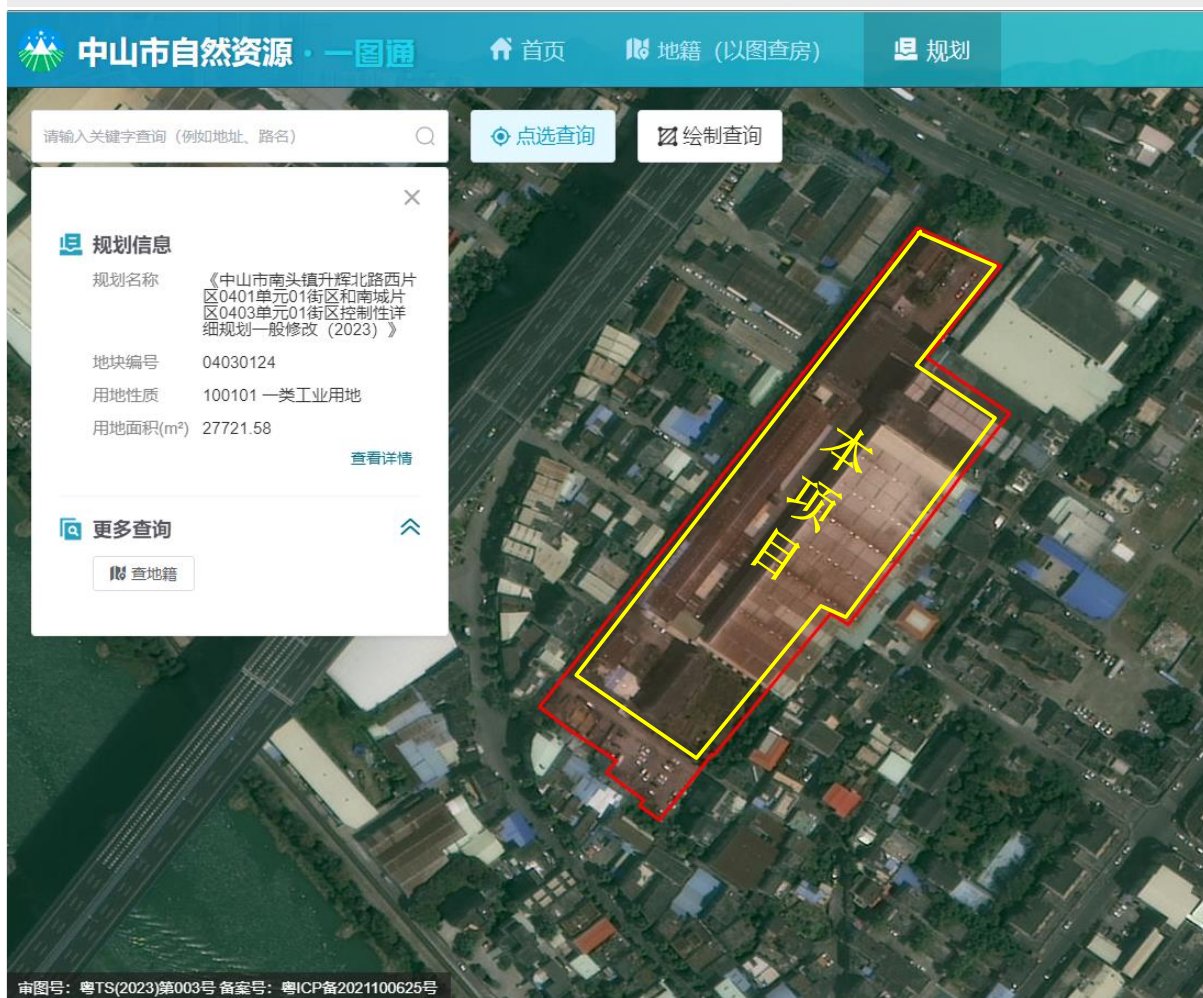 中山市自然资源·一图通
首页
地籍（以图查房）
规划
请输入关键字查询（例如地址、路名）
点选查询
绘制查询
规划信息
规划名称
《中山市南头镇升辉北路西片
区0401单元01街区和南城片
区0403单元01街区控制性详
细规划一般修改（2023）》
地块编号 04030124
用地性质 100101 一类工业用地
用地面积(m²) 27721.58
查看详情
更多查询
查地籍
本项目
审图号：粤TS(2023)第003号 备案号：粤ICP备2021100625号